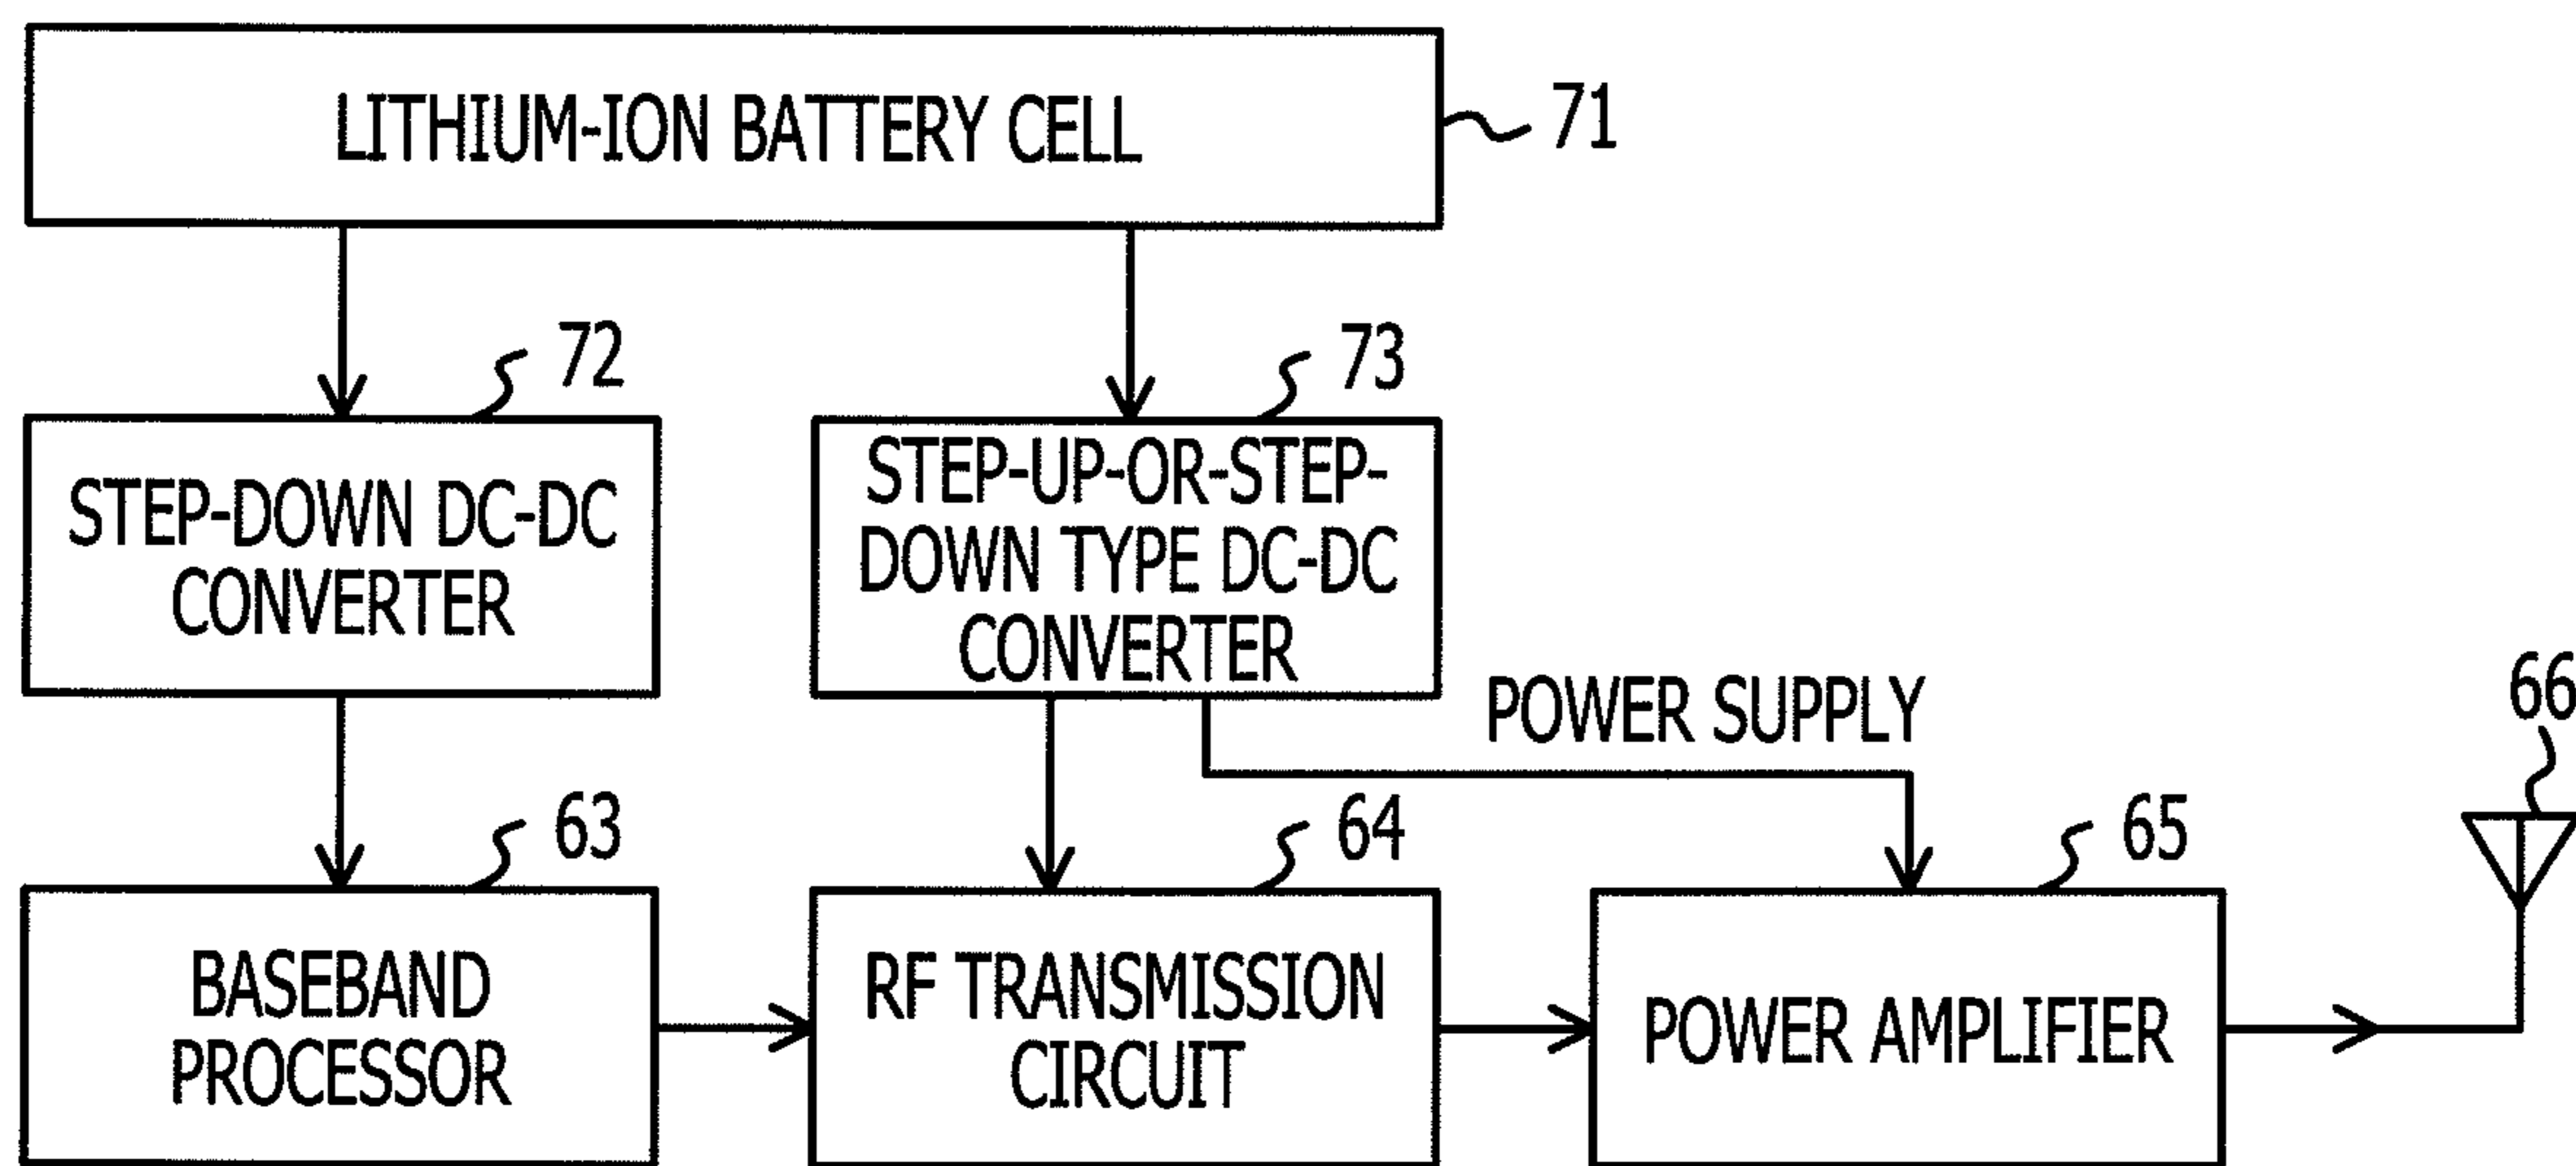 LITHIUM-ION BATTERY CELL
71
72
73
STEP-DOWN DC-DC
CONVERTER
STEP-UP-OR-STEP-
DOWN TYPE DC-DC
CONVERTER
POWER SUPPLY
66
63
64
65
BASEBAND
PROCESSOR
RF TRANSMISSION
CIRCUIT
POWER AMPLIFIER